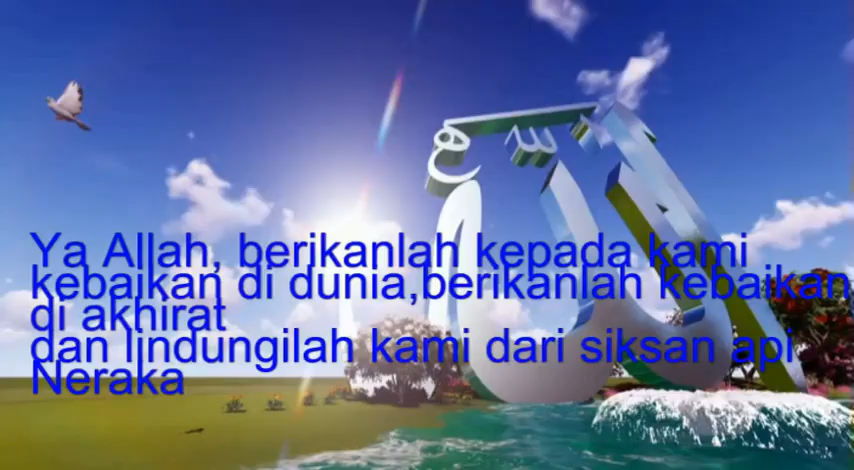 الله
Ya Allah, berikanlah kepada kami
kebaikan di dunia,berikanlah kebaikan
di akhirat
dan lindungilah kami dari siksan api
Neraka